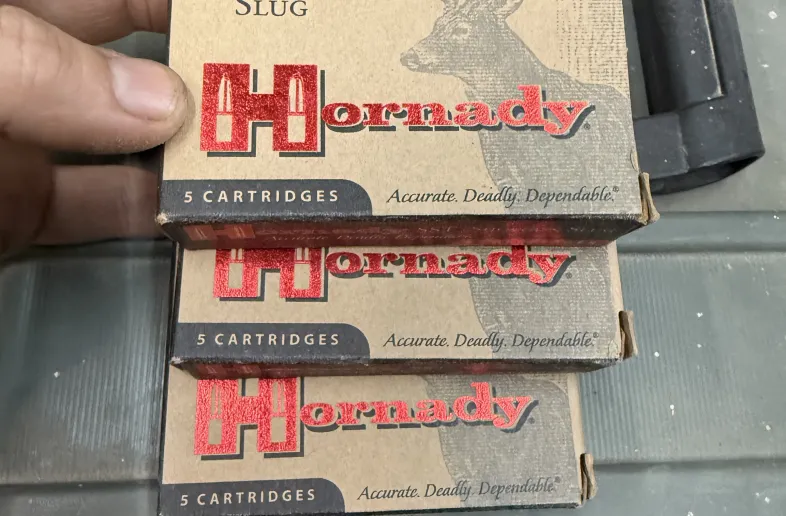 SLUG
Hornady®
5 CARTRIDGES Accurate. Deadly. Dependable.®
Hornady®
5 CARTRIDGES Accurate. Deadly. Dependable.®
Hornady®
5 CARTRIDGES Accurate. Deadly. Dependable.®